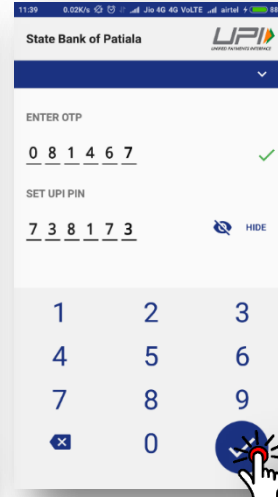 11:39 0.02K/s Jio 4G 4G VoLTE airtel 88
State Bank of Patiala UPI
UNIFIED PAYMENTS INTERFACE
ENTER OTP
0 8 1 4 6 7
SET UPI PIN
7 3 8 1 7 3 HIDE
1 2 3
4 5 6
7 8 9
0